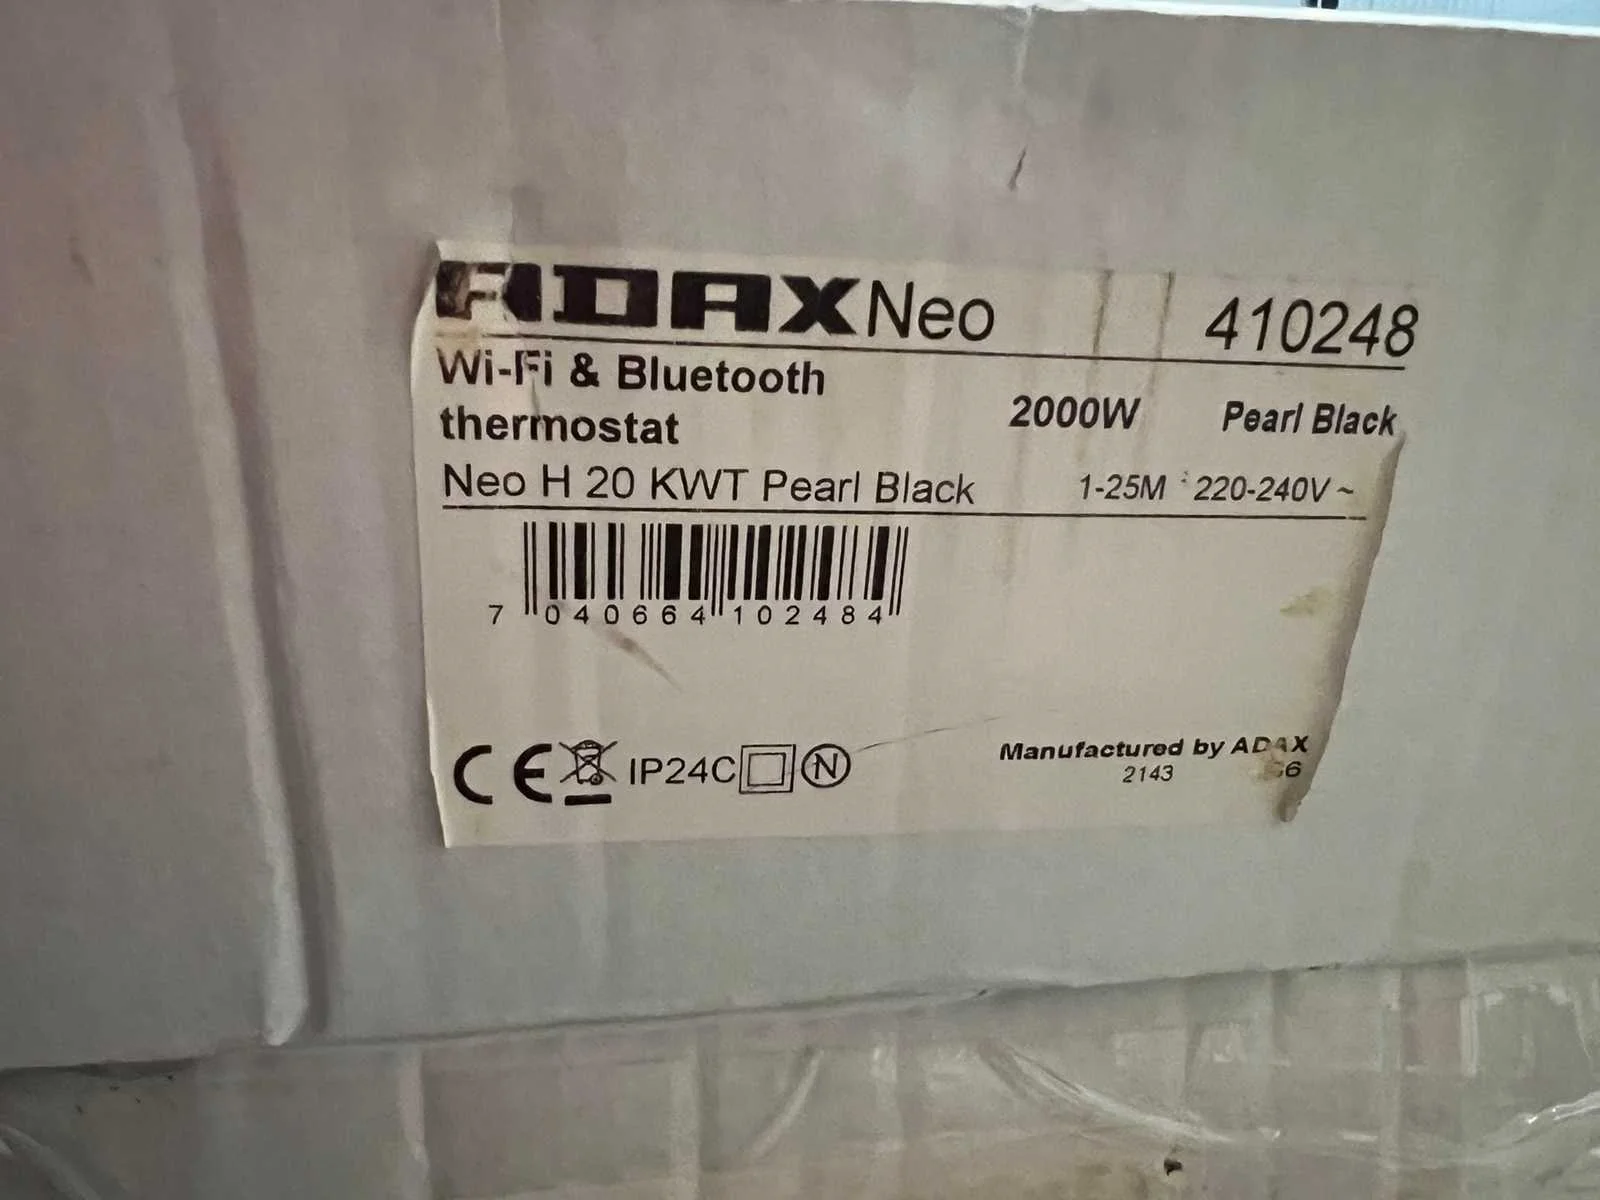 ADAX Neo 410248
Wi-Fi & Bluetooth
thermostat 2000W Pearl Black
Neo H 20 KWT Pearl Black 1-25M 220-240V ~
7 040664 102484
CE IP24C N
Manufactured by ADAX
2143